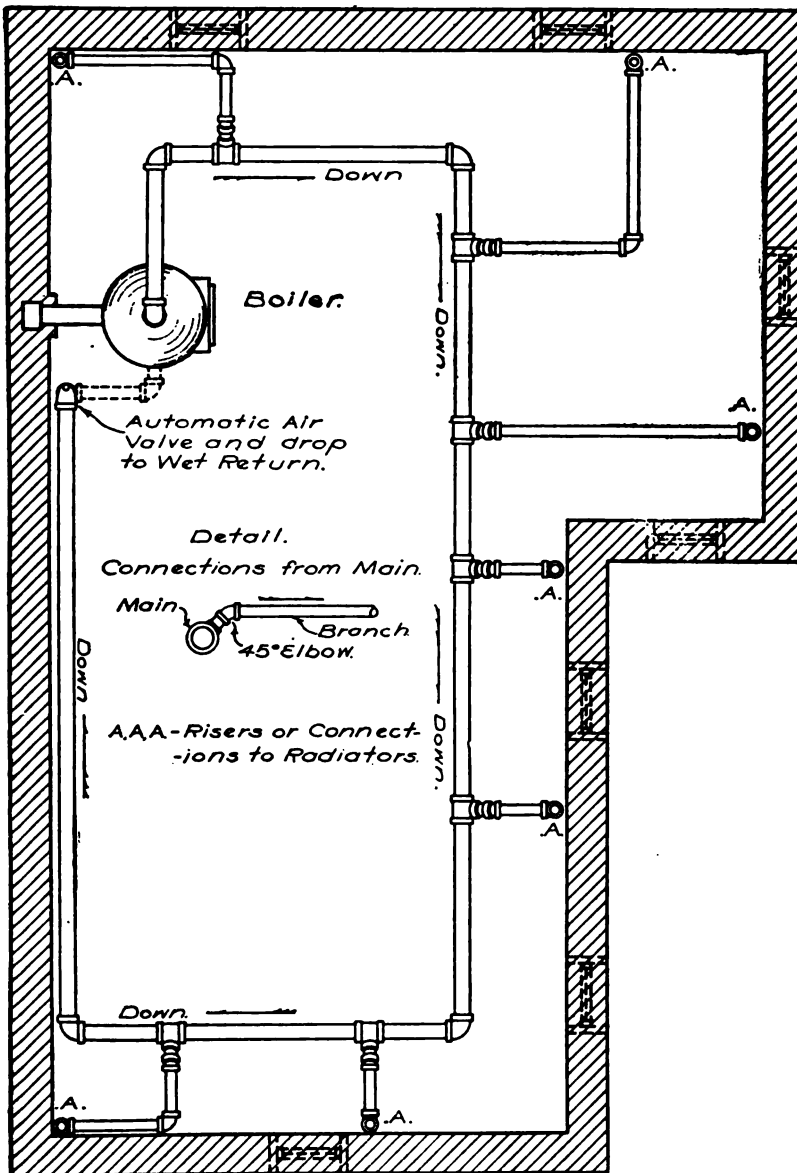 .A.
.A.
Down
Boiler.
Down.
.A.
Automatic Air
Valve and drop
to Wet Return.
Detail.
Connections from Main.
.A.
Main
Branch
45° Elbow.
Down
A,A,A-Risers or Connect-
-ions to Radiators.
Down.
.A.
Down.
.A.
.A.